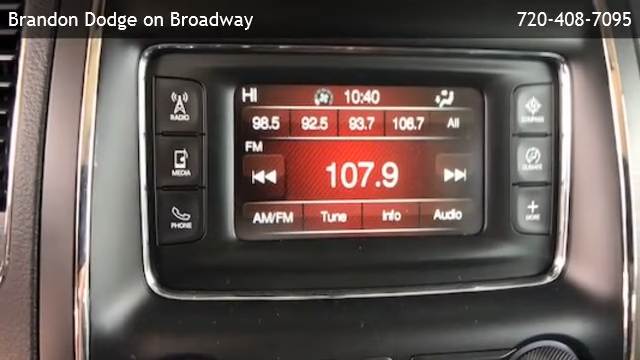 Brandon Dodge on Broadway 720-408-7095
HI 10:40
98.5 92.5 93.7 106.7 All
FM
107.9
AM/FM Tune Info Audio
RADIO
MEDIA
PHONE
COMPASS
CLIMATE
MORE